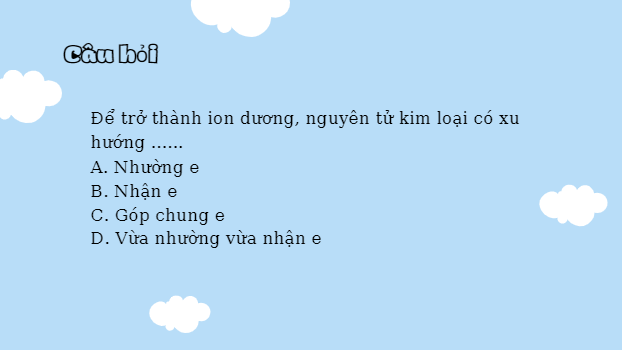 Câu hỏi
Để trở thành ion dương, nguyên tử kim loại có xu
hướng ......
A. Nhường e
B. Nhận e
C. Góp chung e
D. Vừa nhường vừa nhận e